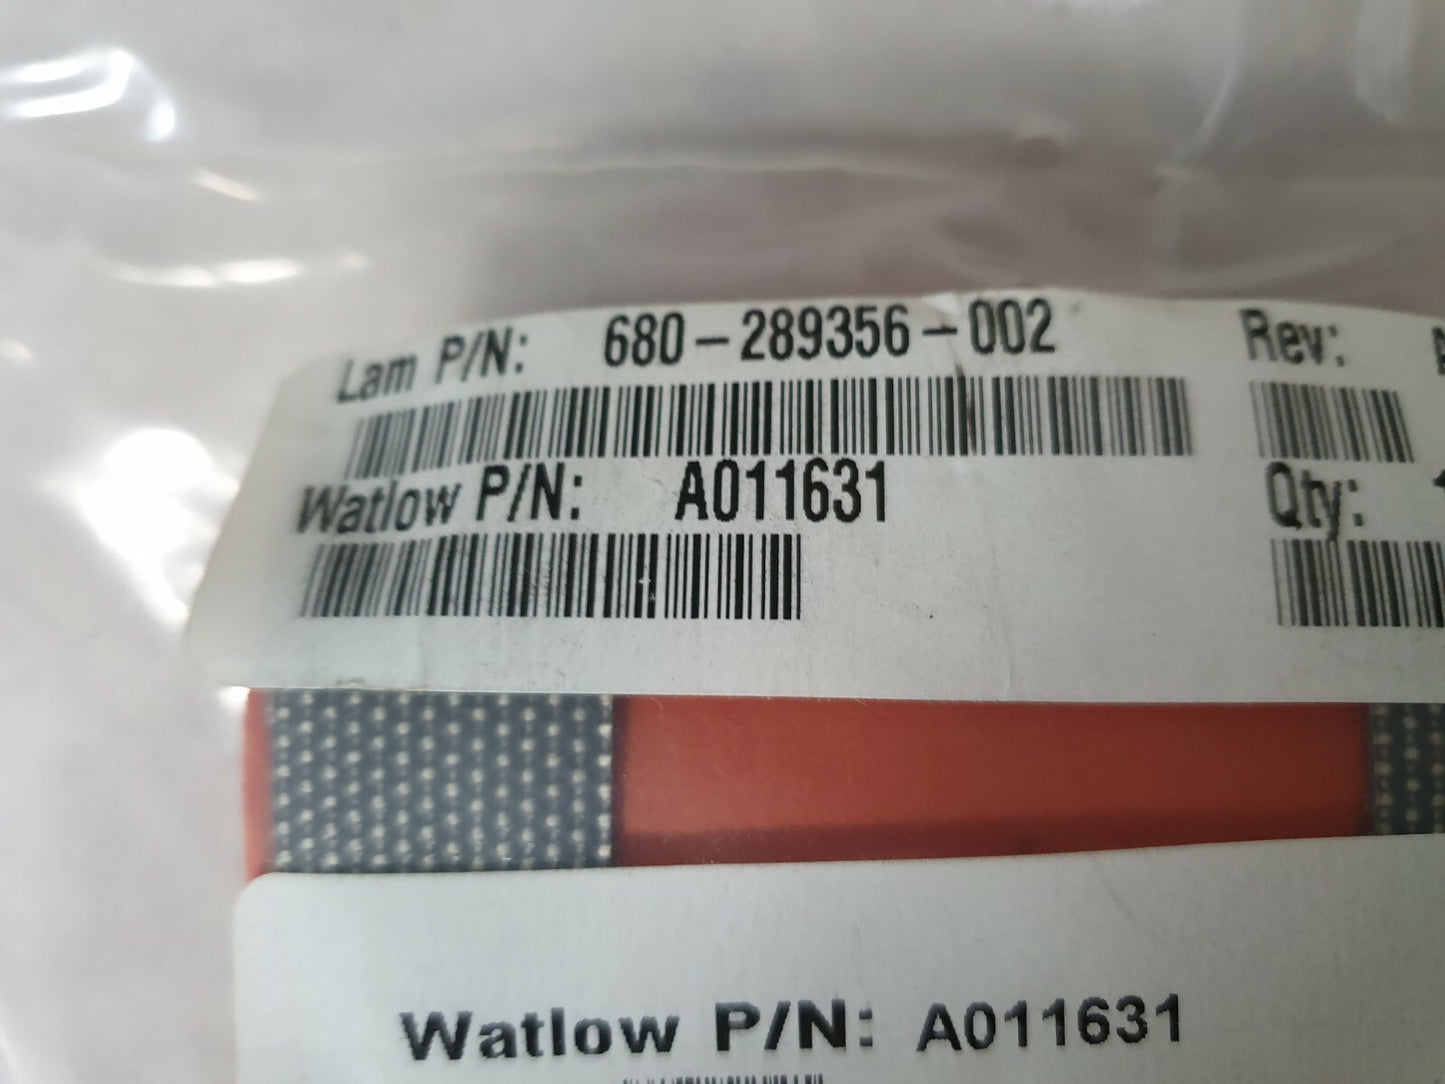 Lam P/N: 680-289356-002 Rev:
Watlow P/N: A011631 Qty:
Watlow P/N: A011631